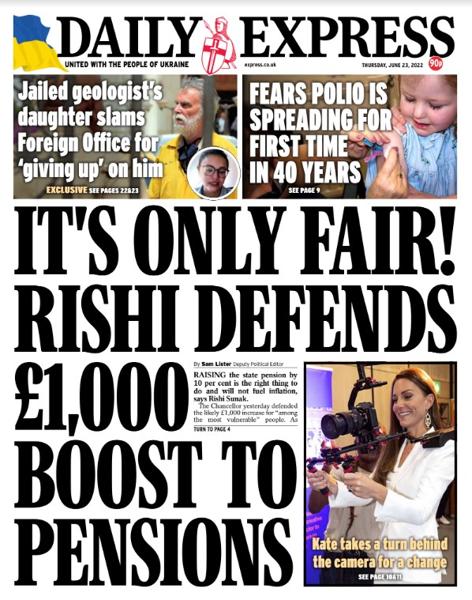 DAILY EXPRESS
UNITED WITH THE PEOPLE OF UKRAINE
express.co.uk
THURSDAY, JUNE 23, 2022
90p
Jailed geologist's
daughter slams
Foreign Office for
'giving up' on him
EXCLUSIVE SEE PAGES 22&23
FEARS POLIO IS
SPREADING FOR
FIRST TIME
IN 40 YEARS
SEE PAGE 9
IT'S ONLY FAIR!
RISHI DEFENDS
£1,000
BOOST TO
PENSIONS
By Sam Lister Deputy Political Editor
RAISING the state pension by
10 per cent is the right thing to
do and will not fuel inflation,
says Rishi Sunak.
The Chancellor yesterday defended
the likely £1,000 increase for "among
the most vulnerable" people. As
TURN TO PAGE 4
Kate takes a turn behind
the camera for a change
SEE PAGE 10&11